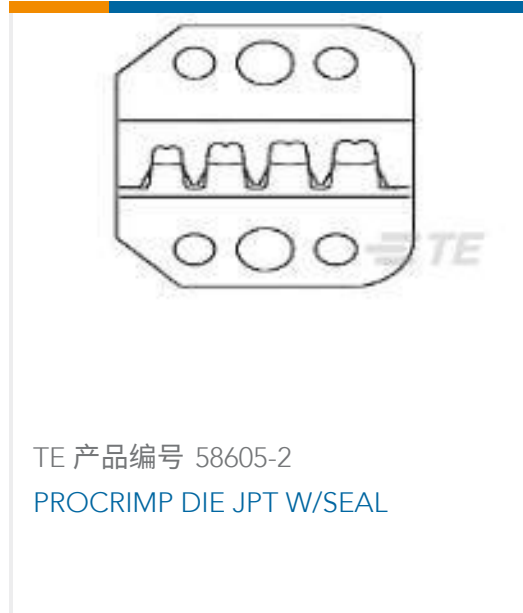 TE
TE 产品编号 58605-2
PROCRIMP DIE JPT W/SEAL